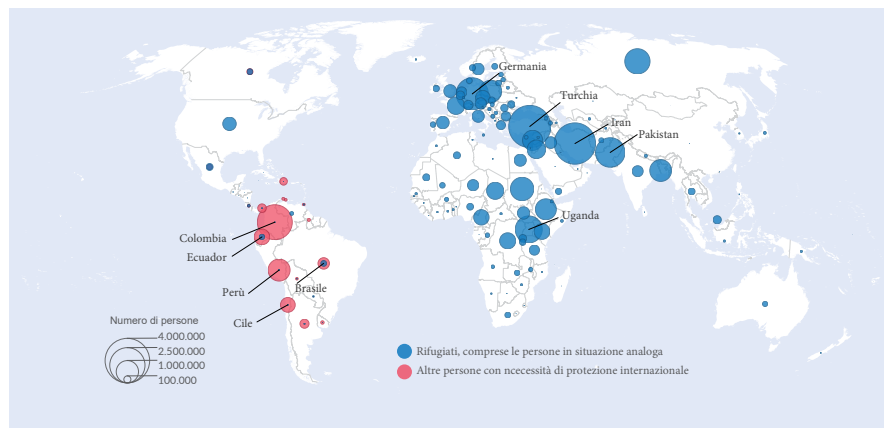 Germania
Turchia
Iran
Pakistan
Uganda
Colombia
Ecuador
Perù
Brasile
Cile
Numero di persone
4.000.000
2.500.000
1.000.000
100.000
Rifugiati, comprese le persone in situazione analoga
Altre persone con ncecessità di protezione internazionale